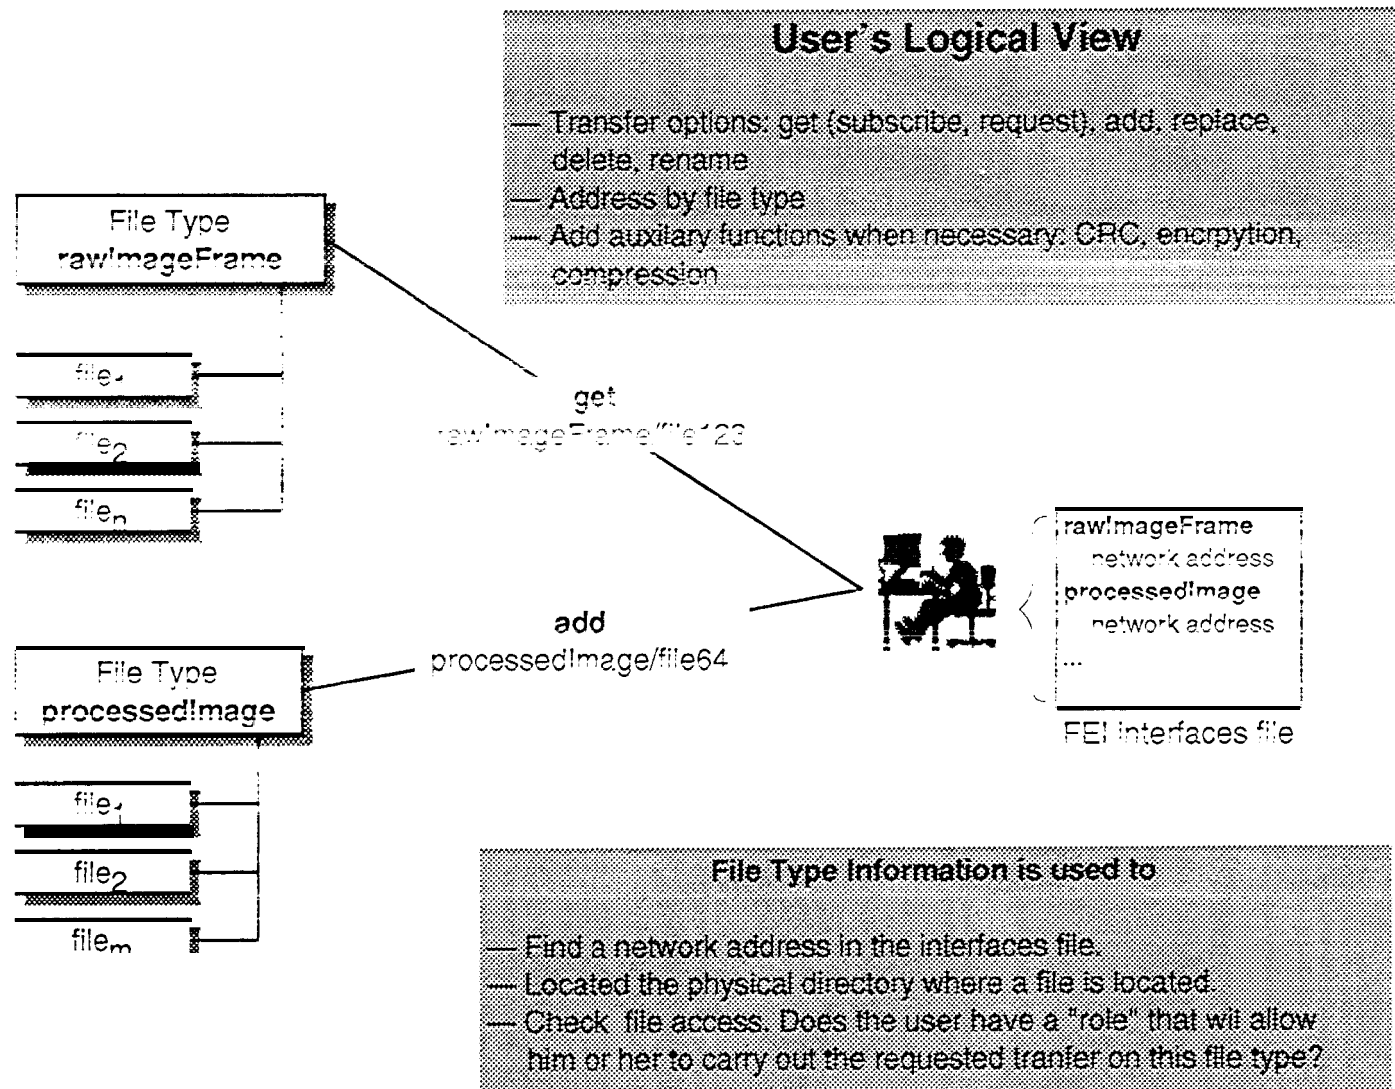 User's Logical View
— Transfer options: get (subscribe, request), add, replace,
delete, rename
— Address by file type
— Add auxilary functions when necessary: CRC, encrpytion,
compression
File Type
rawImageFrame
file1
file2
filen
get
rawImageFrame/file123
rawImageFrame
network address
processedImage
network address
...
FEI interfaces file
add
processedImage/file64
File Type
processedImage
file1
file2
filem
File Type Information is used to
— Find a network address in the interfaces file.
— Located the physical directory where a file is located.
— Check file access. Does the user have a "role" that wil allow
him or her to carry out the requested tranfer on this file type?